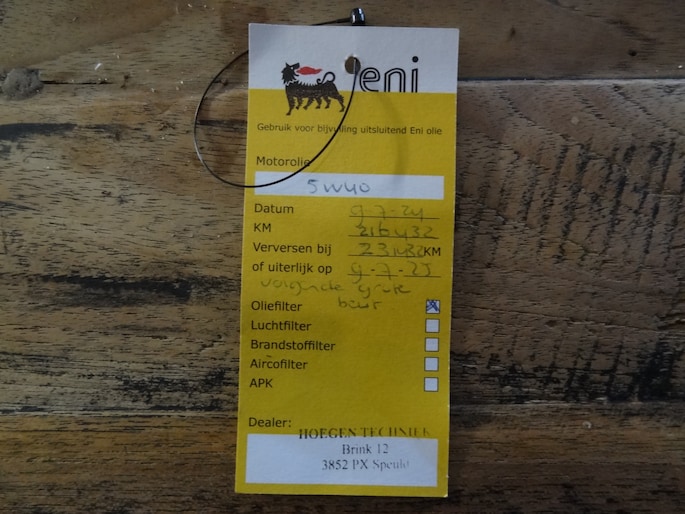 eni
Gebruik voor bijvulling uitsluitend Eni olie
Motorolie
5W40
Datum 9-7-24
KM 216432
Verversen bij 231432 KM
of uiterlijk op 9-7-25
volgende grote
beurt
Oliefilter
Luchtfilter
Brandstoffilter
Aircofilter
APK
Dealer:
HOEGEN TECHNIEK
Brink 12
3852 PX Speuld